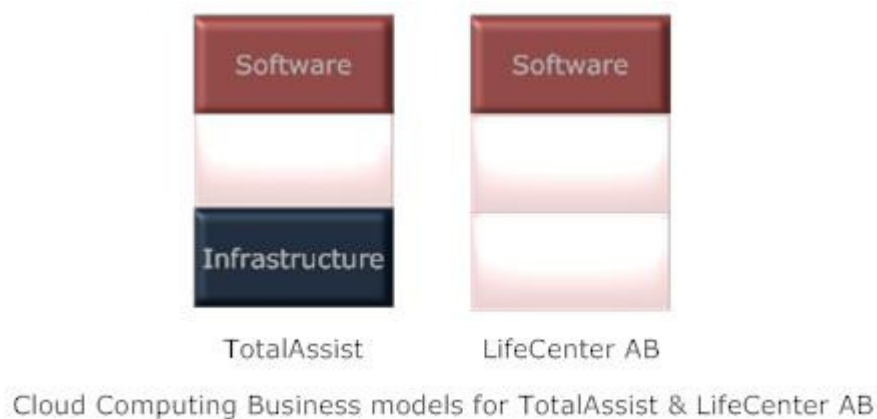 Software
Software
Infrastructure
TotalAssist
LifeCenter AB
Cloud Computing Business models for TotalAssist & LifeCenter AB